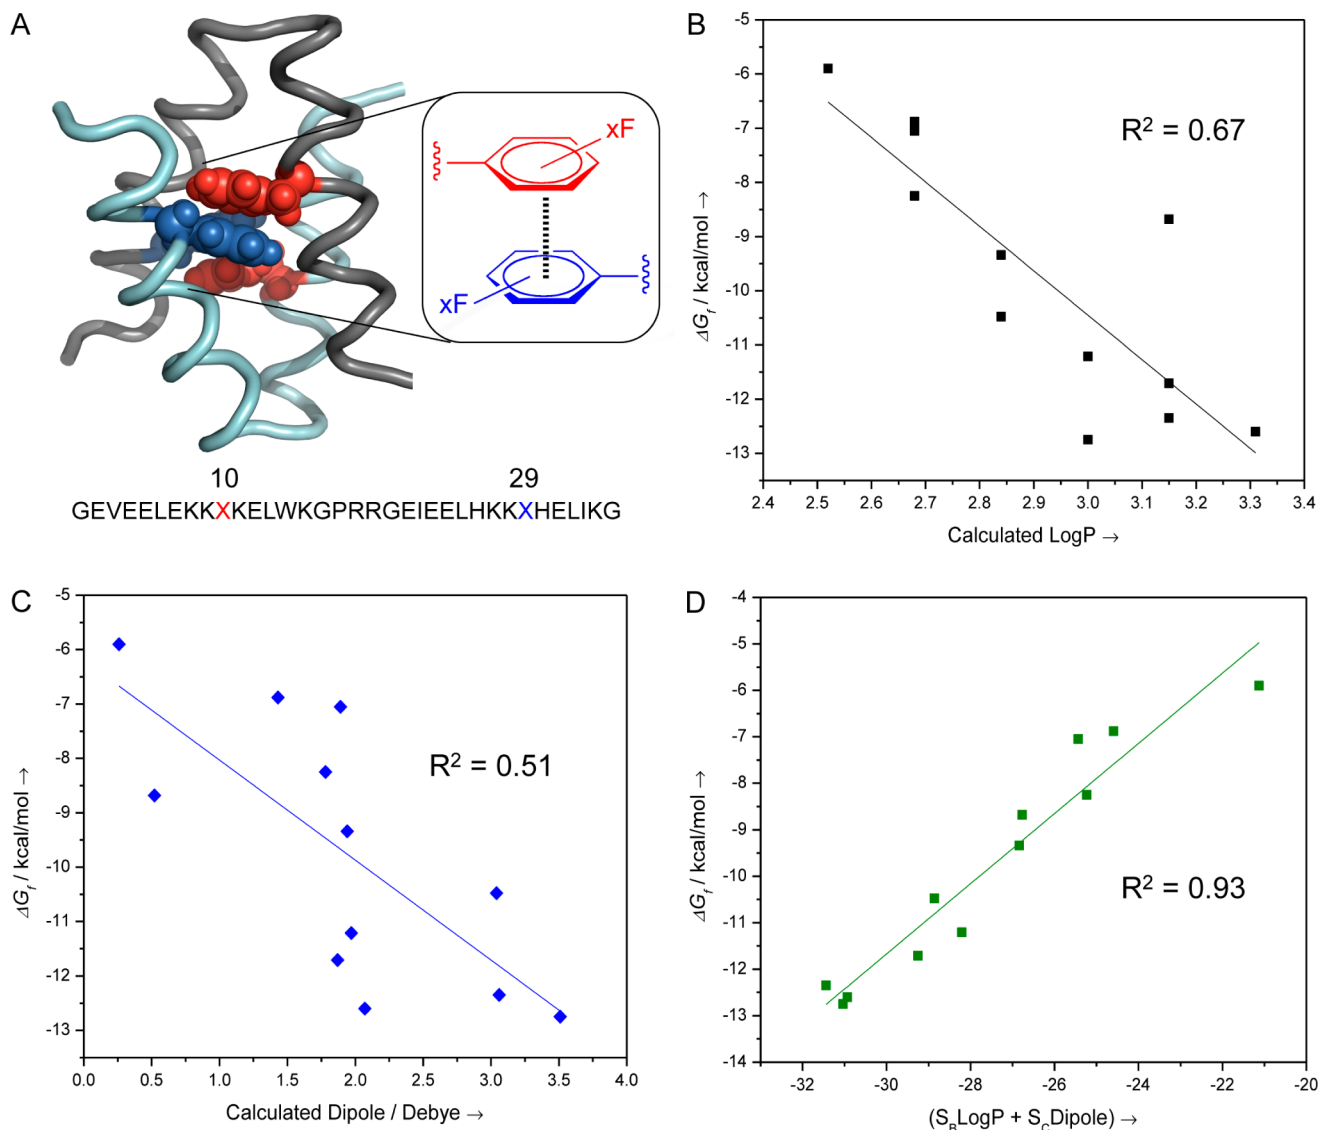 A
xF
xF
10 29
GEVEELEKKXKELWKGPRRGEIEELHKKXHELIKG
B
-5
-6
-7
-8
-9
-10
-11
-12
-13
ΔG_f / kcal/mol →
R² = 0.67
2.4 2.5 2.6 2.7 2.8 2.9 3.0 3.1 3.2 3.3 3.4
Calculated LogP →
C
-5
-6
-7
-8
-9
-10
-11
-12
-13
ΔG_f / kcal/mol →
R² = 0.51
0.0 0.5 1.0 1.5 2.0 2.5 3.0 3.5 4.0
Calculated Dipole / Debye →
D
-4
-5
-6
-7
-8
-9
-10
-11
-12
-13
-14
ΔG_f / kcal/mol →
R² = 0.93
-32 -30 -28 -26 -24 -22 -20
(S_BLogP + S_CDipole) →